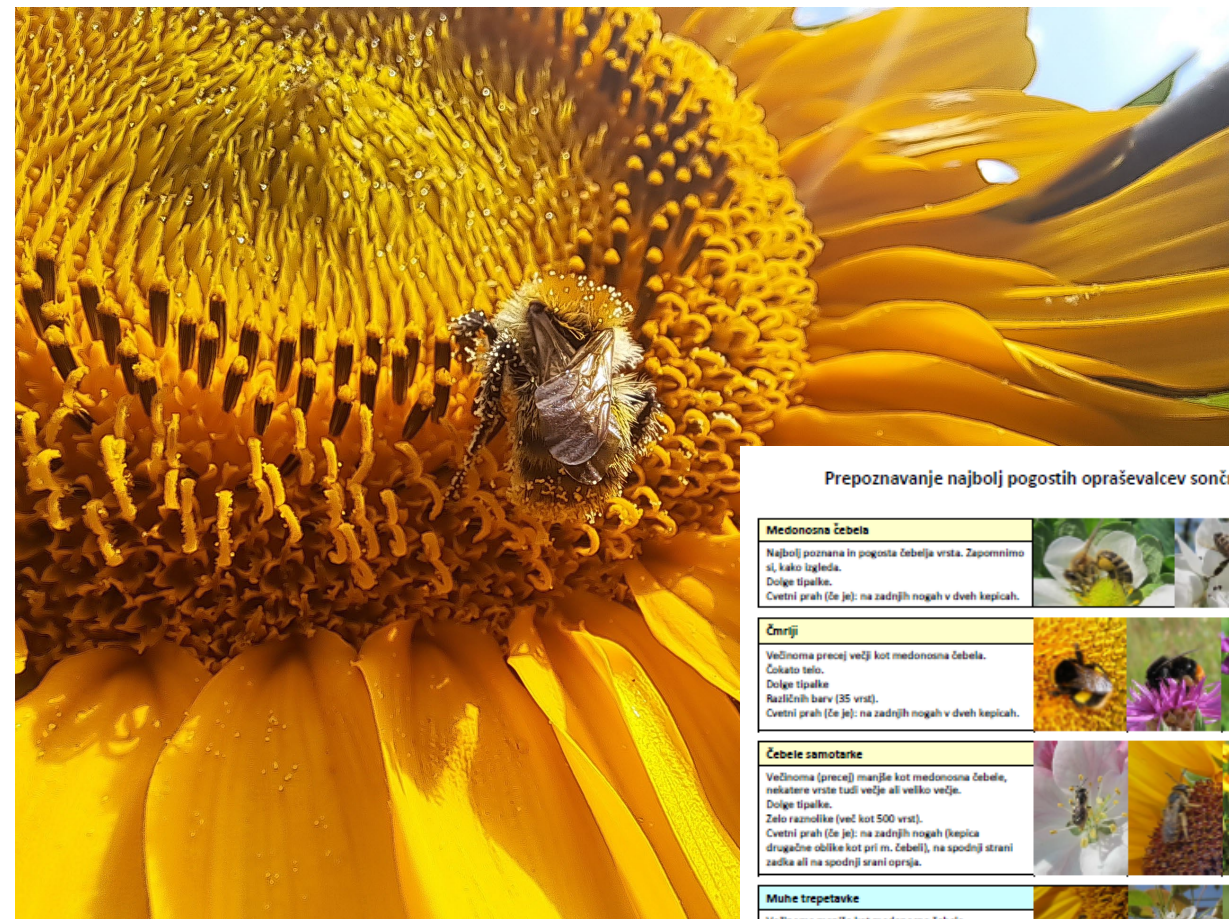 Prepoznavanje najbolj pogostih opraševalcev
Medonosna čebela
Najbolj poznana in pogosta čebelja vrsta. Zapomnimo
si, kako izgleda.
Dolge tipalke.
Cvetni prah (če je): na zadnjih nogah v dveh kepicah.
Čmrlji
Večinoma precej večji kot medonosna čebela.
Čokato telo.
Dolge tipalke
Različnih barv (35 vrst).
Cvetni prah (če je): na zadnjih nogah v dveh kepicah.
Čebele samotarke
Večinoma (precej) manjše kot medonosna čebele,
nekatere vrste tudi večje ali veliko večje.
Dolge tipalke.
Zelo raznolike (več kot 500 vrst).
Cvetni prah (če je): na zadnjih nogah (kepica
drugačne oblike kot pri m. čebeli), na spodnji strani
zadka ali na spodnji srani oprsja.
Muhe trepetavke